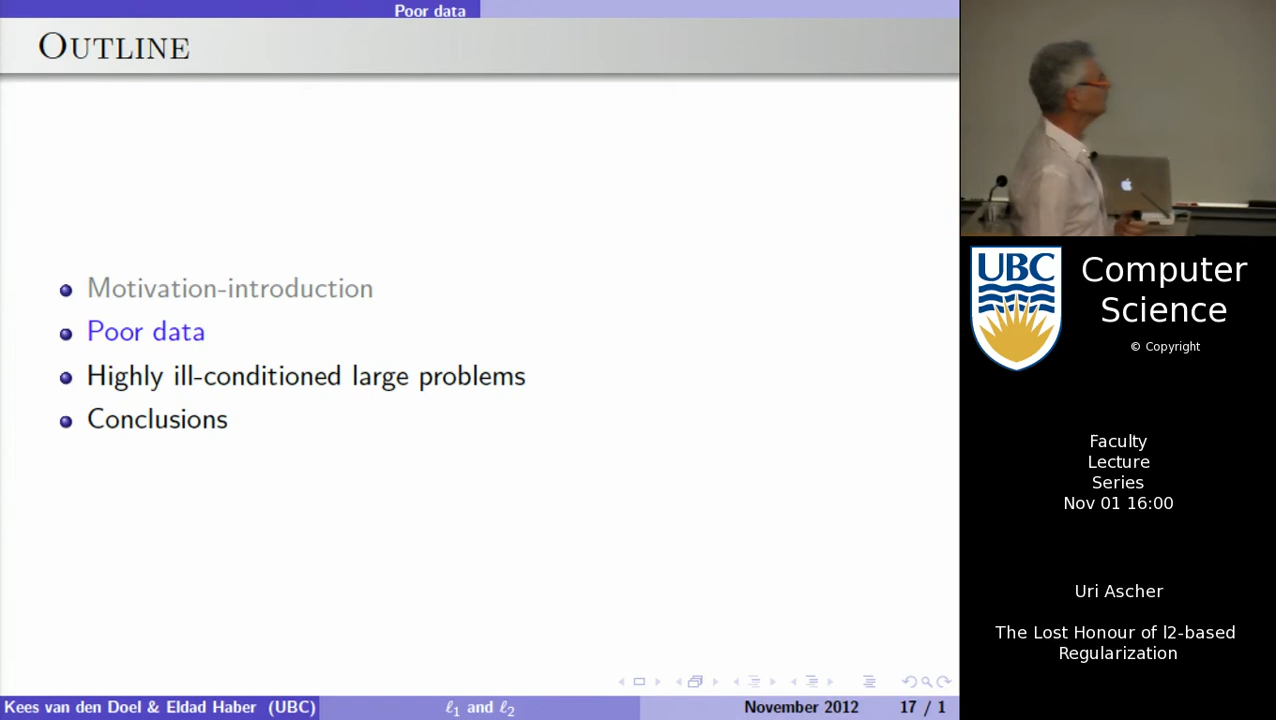 Poor data
OUTLINE
Motivation-introduction
Poor data
Highly ill-conditioned large problems
Conclusions
Kees van den Doel & Eldad Haber (UBC)
ℓ1 and ℓ2
November 2012
17 / 1
UBC
Computer
Science
© Copyright
Faculty
Lecture
Series
Nov 01 16:00
Uri Ascher
The Lost Honour of l2-based
Regularization